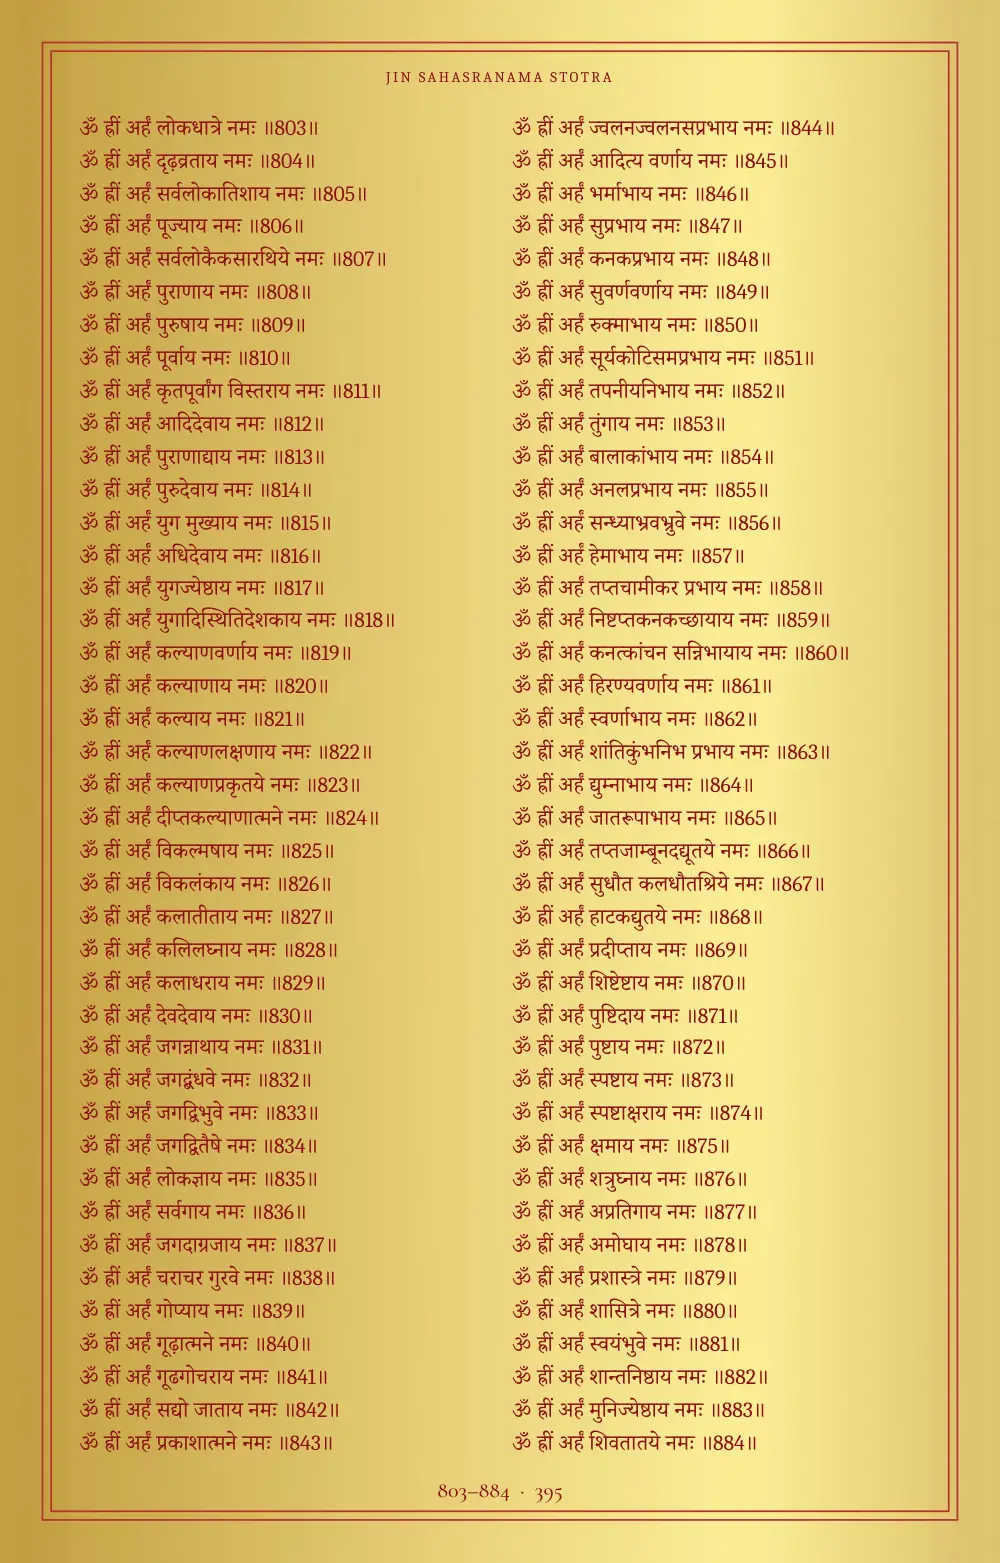 JIN SAHASRANAMA STOTRA
ॐ ह्रीं अर्हं लोकधात्रे नमः ॥803॥
ॐ ह्रीं अर्हं दृढ़व्रताय नमः ॥804॥
ॐ ह्रीं अर्हं सर्वलोकातिशाय नमः ॥805॥
ॐ ह्रीं अर्हं पूज्याय नमः ॥806॥
ॐ ह्रीं अर्हं सर्वलोकैकसारथिये नमः ॥807॥
ॐ ह्रीं अर्हं पुराणाय नमः ॥808॥
ॐ ह्रीं अर्हं पुरुषाय नमः ॥809॥
ॐ ह्रीं अर्हं पूर्वाय नमः ॥810॥
ॐ ह्रीं अर्हं कृतपूर्वांग विस्तराय नमः ॥811॥
ॐ ह्रीं अर्हं आदिदेवाय नमः ॥812॥
ॐ ह्रीं अर्हं पुराणाद्याय नमः ॥813॥
ॐ ह्रीं अर्हं पुरुदेवाय नमः ॥814॥
ॐ ह्रीं अर्हं युग मुख्याय नमः ॥815॥
ॐ ह्रीं अर्हं अधिदेवाय नमः ॥816॥
ॐ ह्रीं अर्हं युगज्येष्ठाय नमः ॥817॥
ॐ ह्रीं अर्हं युगादिस्थितिदेशकाय नमः ॥818॥
ॐ ह्रीं अर्हं कल्याणवर्णाय नमः ॥819॥
ॐ ह्रीं अर्हं कल्याणाय नमः ॥820॥
ॐ ह्रीं अर्हं कल्याय नमः ॥821॥
ॐ ह्रीं अर्हं कल्याणलक्षणाय नमः ॥822॥
ॐ ह्रीं अर्हं कल्याणप्रकृतये नमः ॥823॥
ॐ ह्रीं अर्हं दीप्तकल्याणात्मने नमः ॥824॥
ॐ ह्रीं अर्हं विकल्मषाय नमः ॥825॥
ॐ ह्रीं अर्हं विकलंकाय नमः ॥826॥
ॐ ह्रीं अर्हं कलातीताय नमः ॥827॥
ॐ ह्रीं अर्हं कलिलघ्नाय नमः ॥828॥
ॐ ह्रीं अर्हं कलाधराय नमः ॥829॥
ॐ ह्रीं अर्हं देवदेवाय नमः ॥830॥
ॐ ह्रीं अर्हं जगन्नाथाय नमः ॥831॥
ॐ ह्रीं अर्हं जगद्बंधवे नमः ॥832॥
ॐ ह्रीं अर्हं जगद्विभुवे नमः ॥833॥
ॐ ह्रीं अर्हं जगद्वितैषे नमः ॥834॥
ॐ ह्रीं अर्हं लोकज्ञाय नमः ॥835॥
ॐ ह्रीं अर्हं सर्वगाय नमः ॥836॥
ॐ ह्रीं अर्हं जगदाग्रजाय नमः ॥837॥
ॐ ह्रीं अर्हं चराचर गुरवे नमः ॥838॥
ॐ ह्रीं अर्हं गोप्याय नमः ॥839॥
ॐ ह्रीं अर्हं गूढ़ात्मने नमः ॥840॥
ॐ ह्रीं अर्हं गूढगोचराय नमः ॥841॥
ॐ ह्रीं अर्हं सद्यो जाताय नमः ॥842॥
ॐ ह्रीं अर्हं प्रकाशात्मने नमः ॥843॥
ॐ ह्रीं अर्हं ज्वलनज्वलनसप्रभाय नमः ॥844॥
ॐ ह्रीं अर्हं आदित्य वर्णाय नमः ॥845॥
ॐ ह्रीं अर्हं भर्माभाय नमः ॥846॥
ॐ ह्रीं अर्हं सुप्रभाय नमः ॥847॥
ॐ ह्रीं अर्हं कनकप्रभाय नमः ॥848॥
ॐ ह्रीं अर्हं सुवर्णवर्णाय नमः ॥849॥
ॐ ह्रीं अर्हं रुक्माभाय नमः ॥850॥
ॐ ह्रीं अर्हं सूर्यकोटिसमप्रभाय नमः ॥851॥
ॐ ह्रीं अर्हं तपनीयनिभाय नमः ॥852॥
ॐ ह्रीं अर्हं तुंगाय नमः ॥853॥
ॐ ह्रीं अर्हं बालाकांभाय नमः ॥854॥
ॐ ह्रीं अर्हं अनलप्रभाय नमः ॥855॥
ॐ ह्रीं अर्हं सन्ध्याभ्रवभ्रुवे नमः ॥856॥
ॐ ह्रीं अर्हं हेमाभाय नमः ॥857॥
ॐ ह्रीं अर्हं तप्तचामीकर प्रभाय नमः ॥858॥
ॐ ह्रीं अर्हं निष्टप्तकनकच्छायाय नमः ॥859॥
ॐ ह्रीं अर्हं कनत्कांचन सन्निभायाय नमः ॥860॥
ॐ ह्रीं अर्हं हिरण्यवर्णाय नमः ॥861॥
ॐ ह्रीं अर्हं स्वर्णाभाय नमः ॥862॥
ॐ ह्रीं अर्हं शांतिकुंभनिभ प्रभाय नमः ॥863॥
ॐ ह्रीं अर्हं द्युम्नाभाय नमः ॥864॥
ॐ ह्रीं अर्हं जातरूपाभाय नमः ॥865॥
ॐ ह्रीं अर्हं तप्तजाम्बूनदद्यूतये नमः ॥866॥
ॐ ह्रीं अर्हं सुधौत कलधौतश्रिये नमः ॥867॥
ॐ ह्रीं अर्हं हाटकद्युतये नमः ॥868॥
ॐ ह्रीं अर्हं प्रदीप्ताय नमः ॥869॥
ॐ ह्रीं अर्हं शिष्टेष्टाय नमः ॥870॥
ॐ ह्रीं अर्हं पुष्टिदाय नमः ॥871॥
ॐ ह्रीं अर्हं पुष्टाय नमः ॥872॥
ॐ ह्रीं अर्हं स्पष्टाय नमः ॥873॥
ॐ ह्रीं अर्हं स्पष्टाक्षराय नमः ॥874॥
ॐ ह्रीं अर्हं क्षमाय नमः ॥875॥
ॐ ह्रीं अर्हं शत्रुघ्नाय नमः ॥876॥
ॐ ह्रीं अर्हं अप्रतिगाय नमः ॥877॥
ॐ ह्रीं अर्हं अमोघाय नमः ॥878॥
ॐ ह्रीं अर्हं प्रशास्त्रे नमः ॥879॥
ॐ ह्रीं अर्हं शासित्रे नमः ॥880॥
ॐ ह्रीं अर्हं स्वयंभुवे नमः ॥881॥
ॐ ह्रीं अर्हं शान्तनिष्ठाय नमः ॥882॥
ॐ ह्रीं अर्हं मुनिज्येष्ठाय नमः ॥883॥
ॐ ह्रीं अर्हं शिवतातये नमः ॥884॥
803–884 · 395